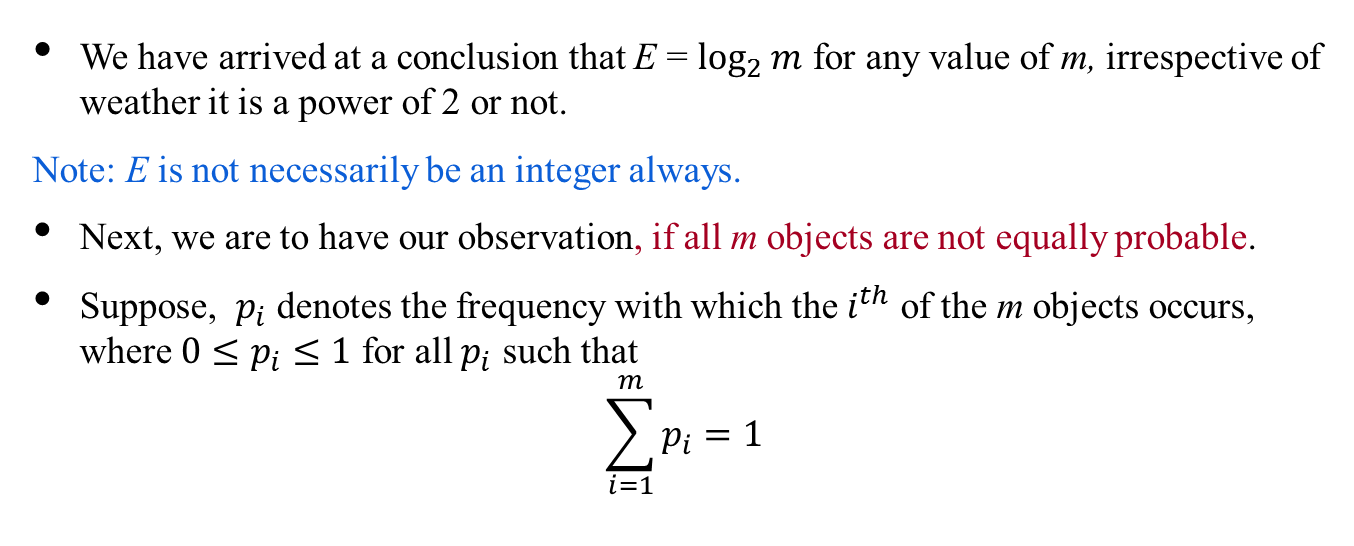 • We have arrived at a conclusion that E = log₂ m for any value of m, irrespective of
weather it is a power of 2 or not.
Note: E is not necessarily be an integer always.
• Next, we are to have our observation, if all m objects are not equally probable.
• Suppose, pᵢ denotes the frequency with which the iᵗʰ of the m objects occurs,
where 0 ≤ pᵢ ≤ 1 for all pᵢ such that
m
∑ pᵢ = 1
i=1